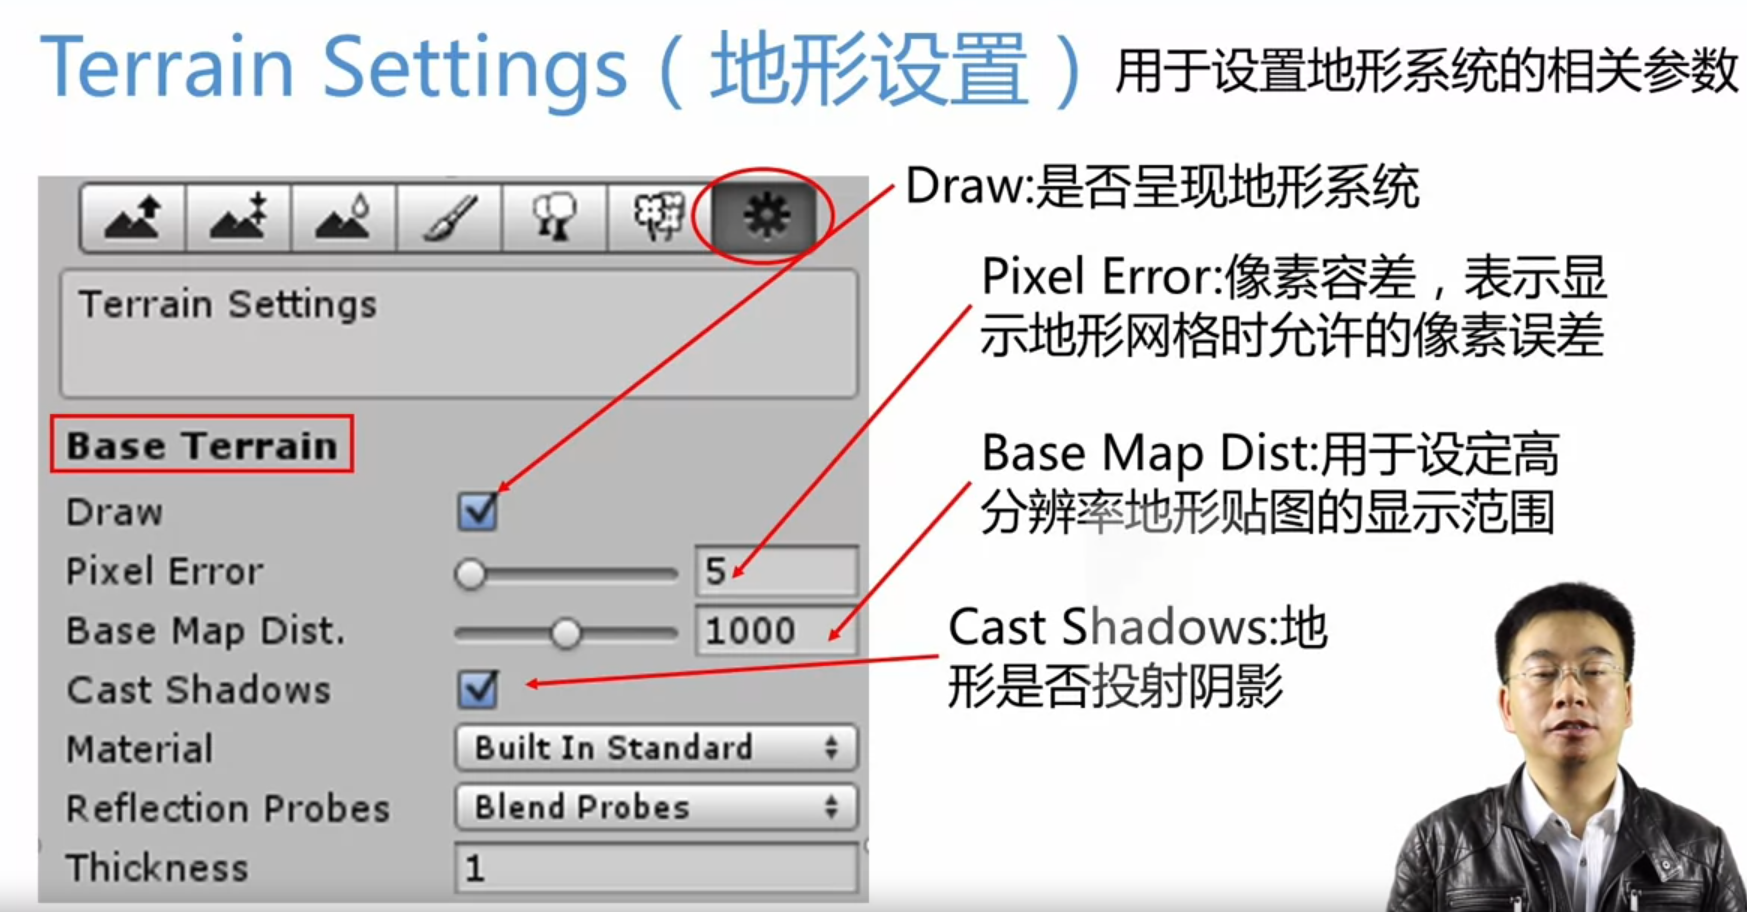 Terrain Settings（地形设置）用于设置地形系统的相关参数
Draw:是否呈现地形系统
Pixel Error:像素容差，表示显
示地形网格时允许的像素误差
Base Map Dist:用于设定高
分辨率地形贴图的显示范围
Cast Shadows:地
形是否投射阴影
Terrain Settings
Base Terrain
Draw
Pixel Error 5
Base Map Dist. 1000
Cast Shadows
Material Built In Standard
Reflection Probes Blend Probes
Thickness 1